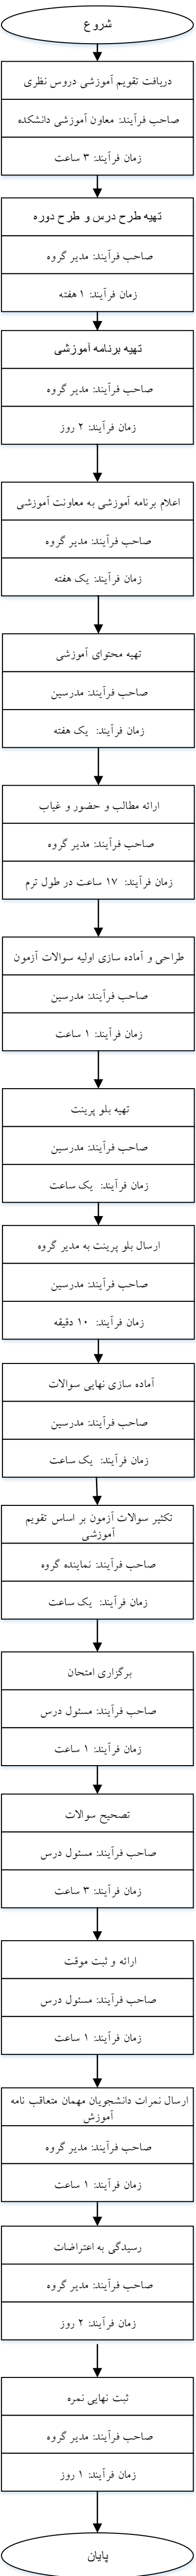 شروع
دریافت تقویم آموزشی دروس نظری
صاحب فرآیند: معاون آموزشی دانشکده
زمان فرآیند: ۳ ساعت
تهیه طرح درس و طرح دوره
صاحب فرآیند: مدیر گروه
زمان فرآیند: ۱ هفته
تهیه برنامه آموزشی
صاحب فرآیند: مدیر گروه
زمان فرآیند: ۲ روز
اعلام برنامه آموزشی به معاونت آموزشی
صاحب فرآیند: مدیر گروه
زمان فرآیند: یک هفته
تهیه محتوای آموزشی
صاحب فرآیند: مدرسین
زمان فرآیند: یک هفته
ارائه مطالب و حضور و غیاب
صاحب فرآیند: مدیر گروه
زمان فرآیند: ۱۷ ساعت در طول ترم
طراحی و آماده سازی اولیه سوالات آزمون
صاحب فرآیند: مدرسین
زمان فرآیند: ۱ ساعت
تهیه بلو پرینت
صاحب فرآیند: مدرسین
زمان فرآیند: یک ساعت
ارسال بلو پرینت به مدیر گروه
صاحب فرآیند: مدرسین
زمان فرآیند: ۱۰ دقیقه
آماده سازی نهایی سوالات
صاحب فرآیند: مدرسین
زمان فرآیند: یک ساعت
تکثیر سوالات آزمون بر اساس تقویم
آموزشی
صاحب فرآیند: نماینده گروه
زمان فرآیند: یک ساعت
برگزاری امتحان
صاحب فرآیند: مسئول درس
زمان فرآیند: ۱ ساعت
تصحیح سوالات
صاحب فرآیند: مسئول درس
زمان فرآیند: ۳ ساعت
ارائه و ثبت موقت
صاحب فرآیند: مسئول درس
زمان فرآیند: ۱ ساعت
ارسال نمرات دانشجویان مهمان متعاقب نامه
آموزش
صاحب فرآیند: مدیر گروه
زمان فرآیند: ۱ ساعت
رسیدگی به اعتراضات
صاحب فرآیند: مدیر گروه
زمان فرآیند: ۲ روز
ثبت نهایی نمره
صاحب فرآیند: مدیر گروه
زمان فرآیند: ۱ روز
پایان